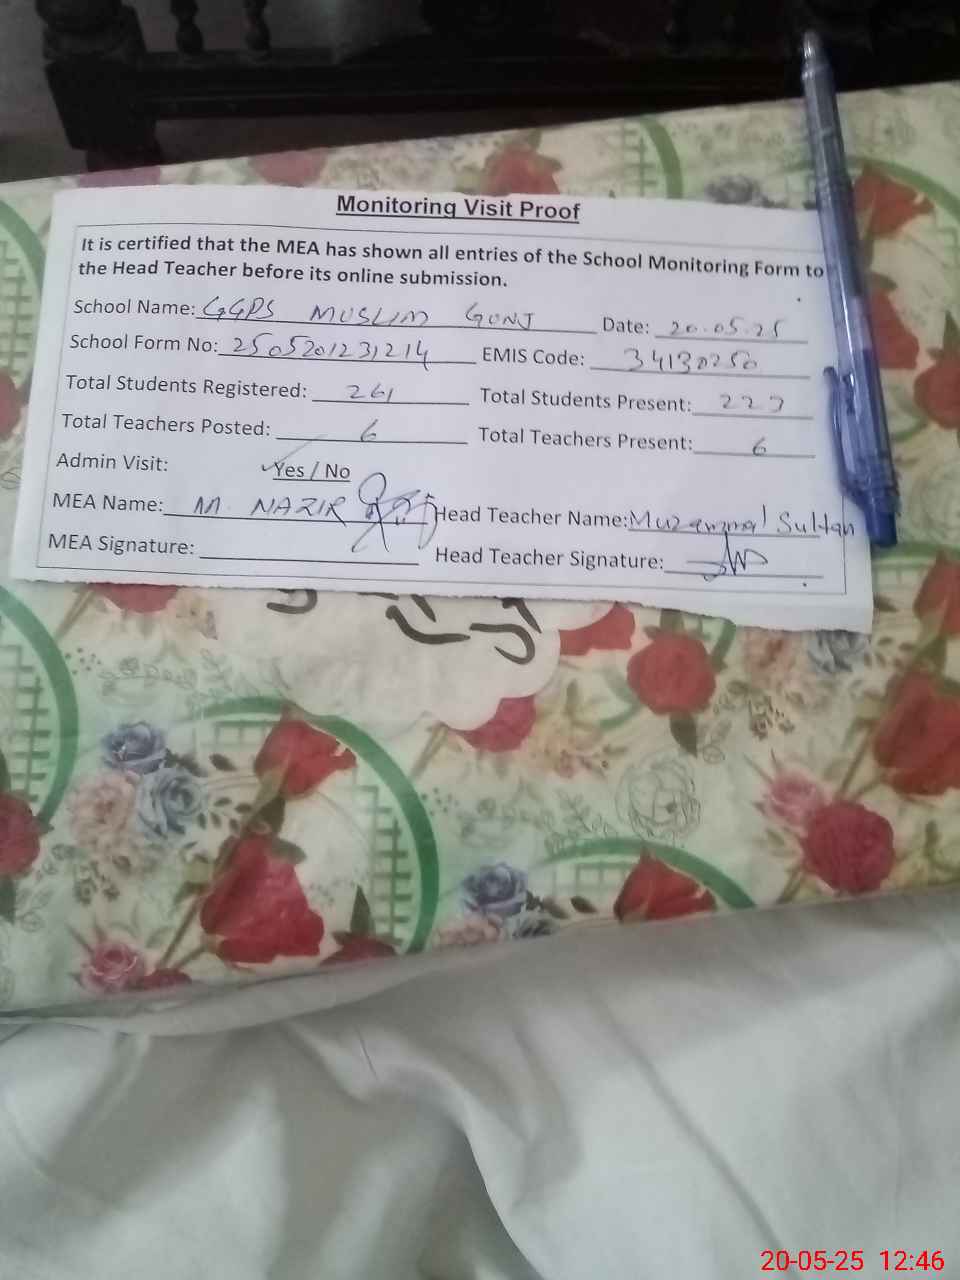 Monitoring Visit Proof
It is certified that the MEA has shown all entries of the School Monitoring Form to
the Head Teacher before its online submission.
School Name: GGPS MUSLIM GUNJ Date: 20.05.25
School Form No: 2505201231214 EMIS Code: 34130250
Total Students Registered: 261 Total Students Present: 223
Total Teachers Posted: 6 Total Teachers Present: 6
Admin Visit: Yes / No
MEA Name: M. NAZIR Head Teacher Name: Muzammal Sultan
MEA Signature: Head Teacher Signature:
20-05-25 12:46